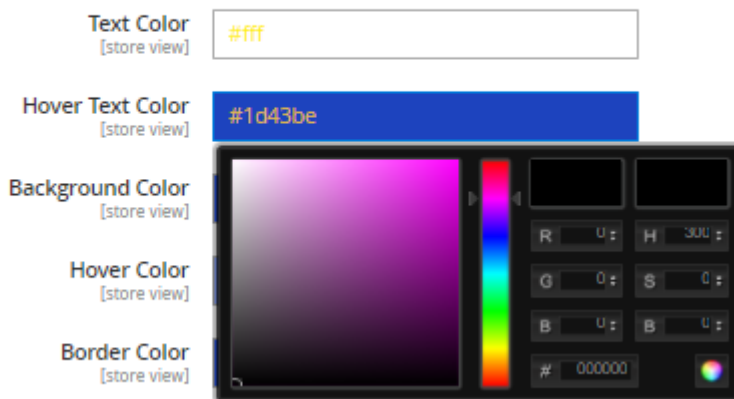 Text Color
[store view]
#fff
Hover Text Color
[store view]
#1d43be
Background Color
[store view]
Hover Color
[store view]
Border Color
[store view]
R 0 H 300
G 0 S 0
B 0 B 0
# 000000